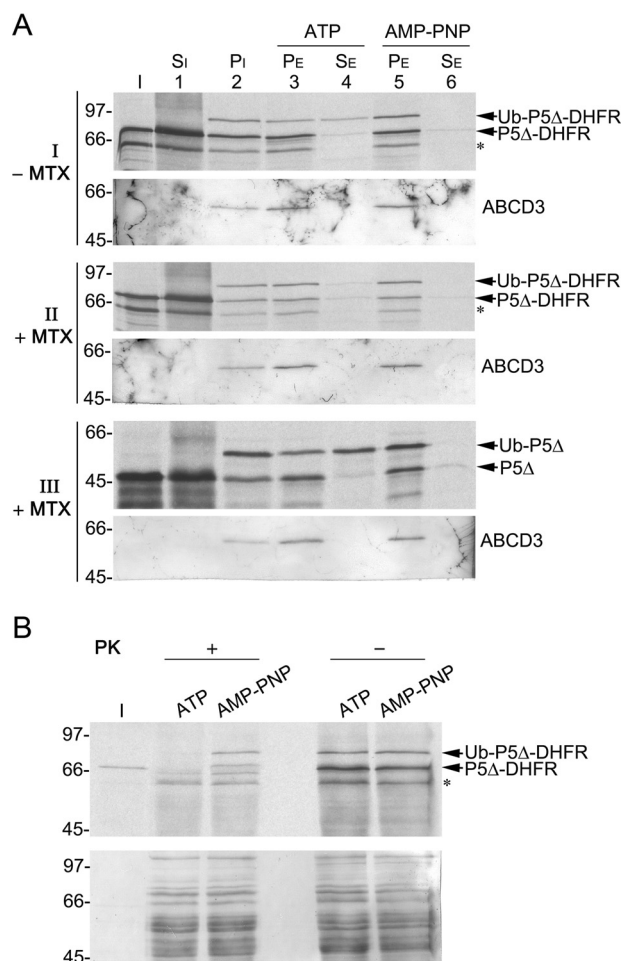 A
ATP AMP-PNP
SI PI PE SE PE SE
I 1 2 3 4 5 6
97-
Ub-P5Δ-DHFR
P5Δ-DHFR
66-
*
I
– MTX
66-
ABCD3
45-
97-
Ub-P5Δ-DHFR
66-
P5Δ-DHFR
*
II
+ MTX
66-
ABCD3
45-
66-
Ub-P5Δ
P5Δ
45-
III
+ MTX
66-
ABCD3
45-
B
PK + –
I ATP AMP-PNP ATP AMP-PNP
97-
Ub-P5Δ-DHFR
66-
P5Δ-DHFR
*
45-
97-
66-
45-